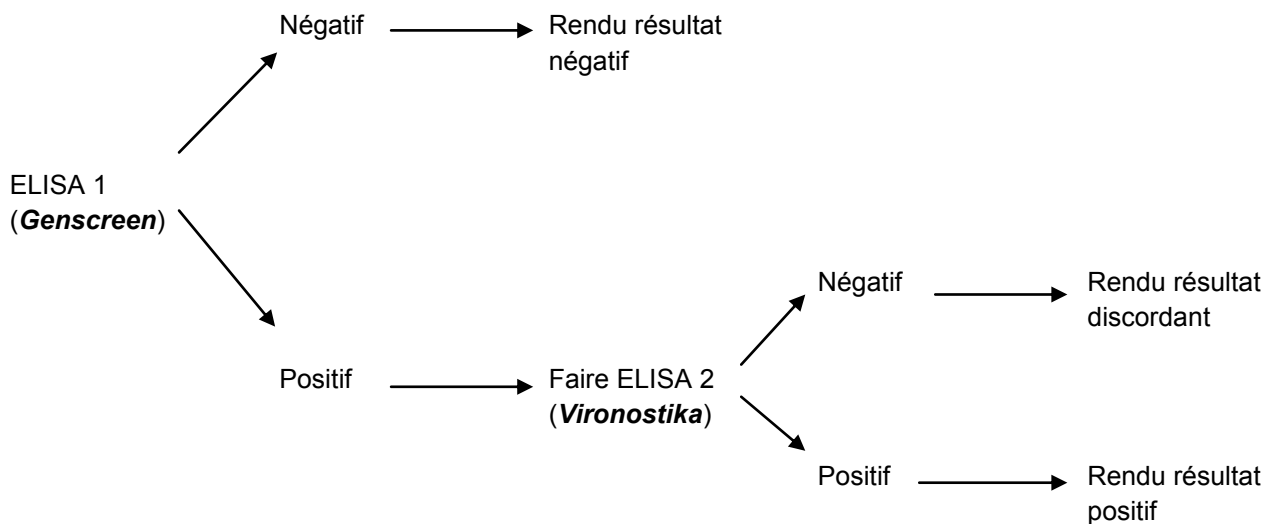 Négatif
Rendu résultat
négatif
ELISA 1
(Genscreen)
Négatif
Rendu résultat
discordant
Positif
Faire ELISA 2
(Vironostika)
Positif
Rendu résultat
positif